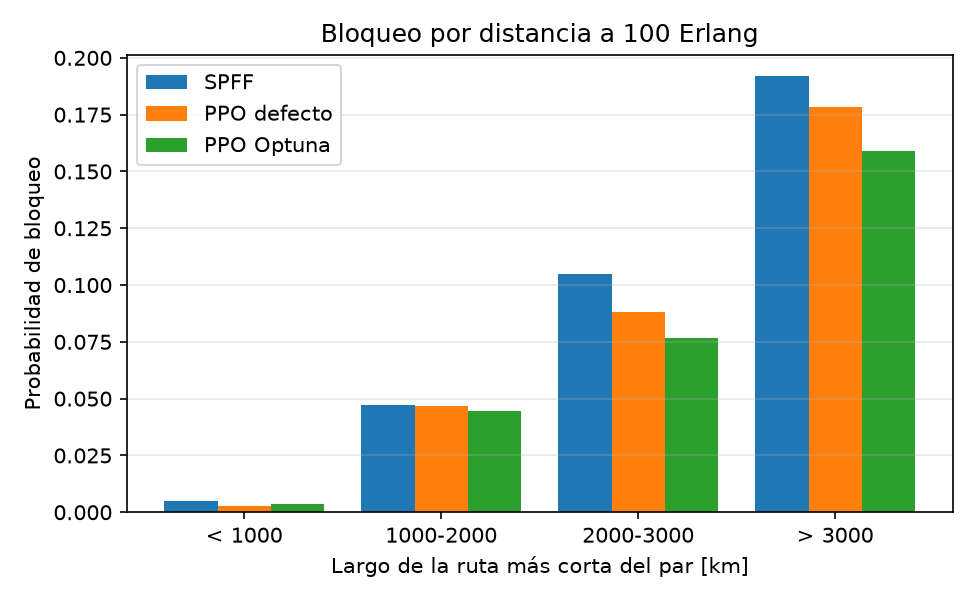 Bloqueo por distancia a 100 Erlang
SPFF
PPO defecto
PPO Optuna
Probabilidad de bloqueo
0.200
0.175
0.150
0.125
0.100
0.075
0.050
0.025
0.000
< 1000
1000-2000
2000-3000
> 3000
Largo de la ruta más corta del par [km]